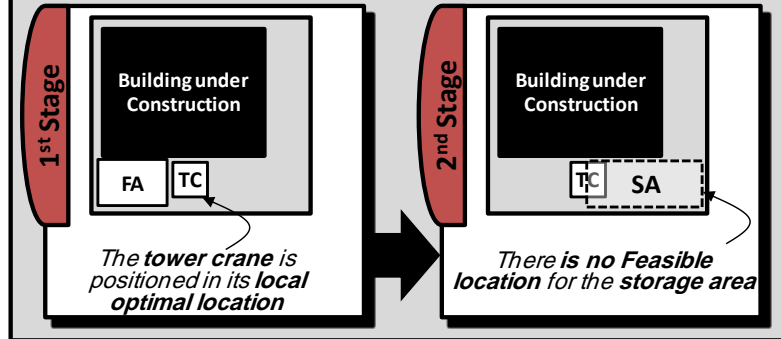 1st Stage
Building under
Construction
FA
TC
The tower crane is
positioned in its local
optimal location
2nd Stage
Building under
Construction
TC
SA
There is no Feasible
location for the storage area